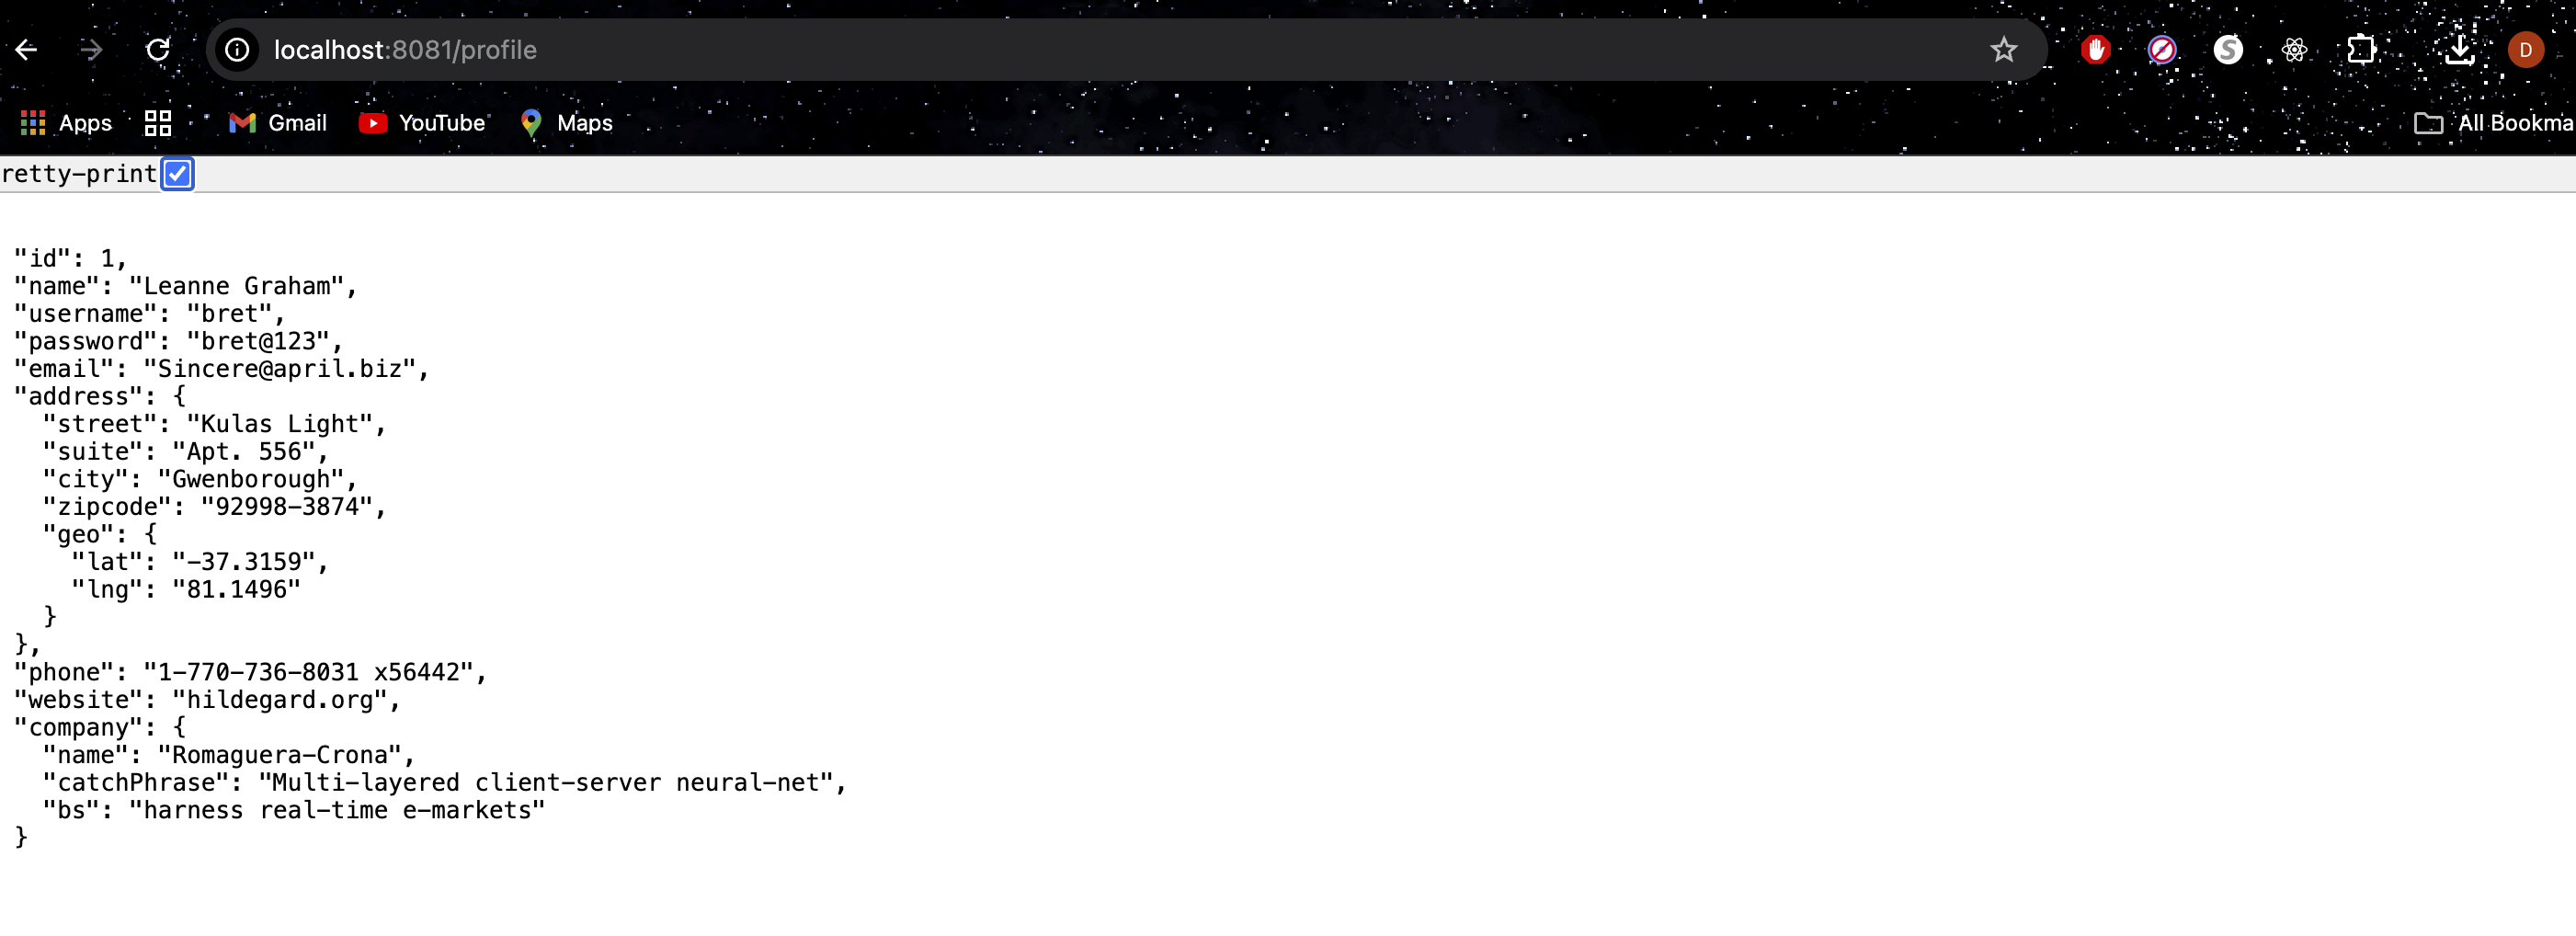 localhost:8081/profile
D
Apps Gmail YouTube Maps All Bookma
retty-print
"id": 1,
"name": "Leanne Graham",
"username": "bret",
"password": "bret@123",
"email": "Sincere@april.biz",
"address": {
"street": "Kulas Light",
"suite": "Apt. 556",
"city": "Gwenborough",
"zipcode": "92998-3874",
"geo": {
"lat": "-37.3159",
"lng": "81.1496"
}
},
"phone": "1-770-736-8031 x56442",
"website": "hildegard.org",
"company": {
"name": "Romaguera-Crona",
"catchPhrase": "Multi-layered client-server neural-net",
"bs": "harness real-time e-markets"
}